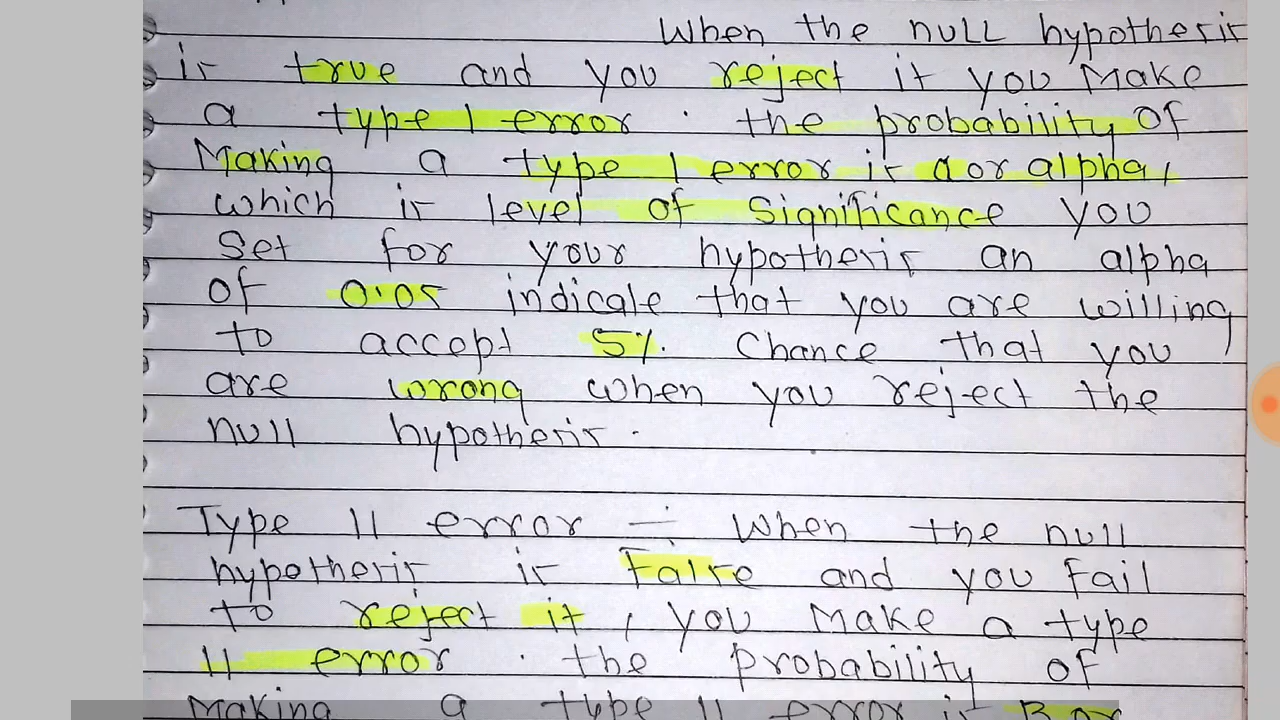 When the null hypothesis
is true and you reject it you Make
a type 1 error . the probability of
Making a type 1 error is α or alpha,
which is level of significance you
Set for your hypothesis an alpha
of 0.05 indicate that you are willing
to accept 5% Chance that you
are wrong when you reject the
null hypothesis .
Type II error :- When the null
hypothesis is False and you Fail
to reject it , you Make a type
II error . the probability of
Making a type II error is B or